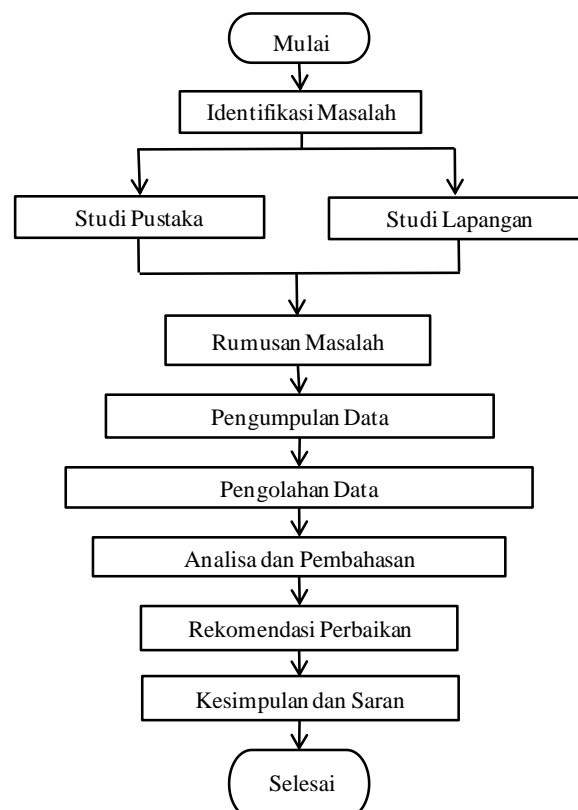 Mulai
Identifikasi Masalah
Studi Pustaka
Studi Lapangan
Rumusan Masalah
Pengumpulan Data
Pengolahan Data
Analisa dan Pembahasan
Rekomendasi Perbaikan
Kesimpulan dan Saran
Selesai